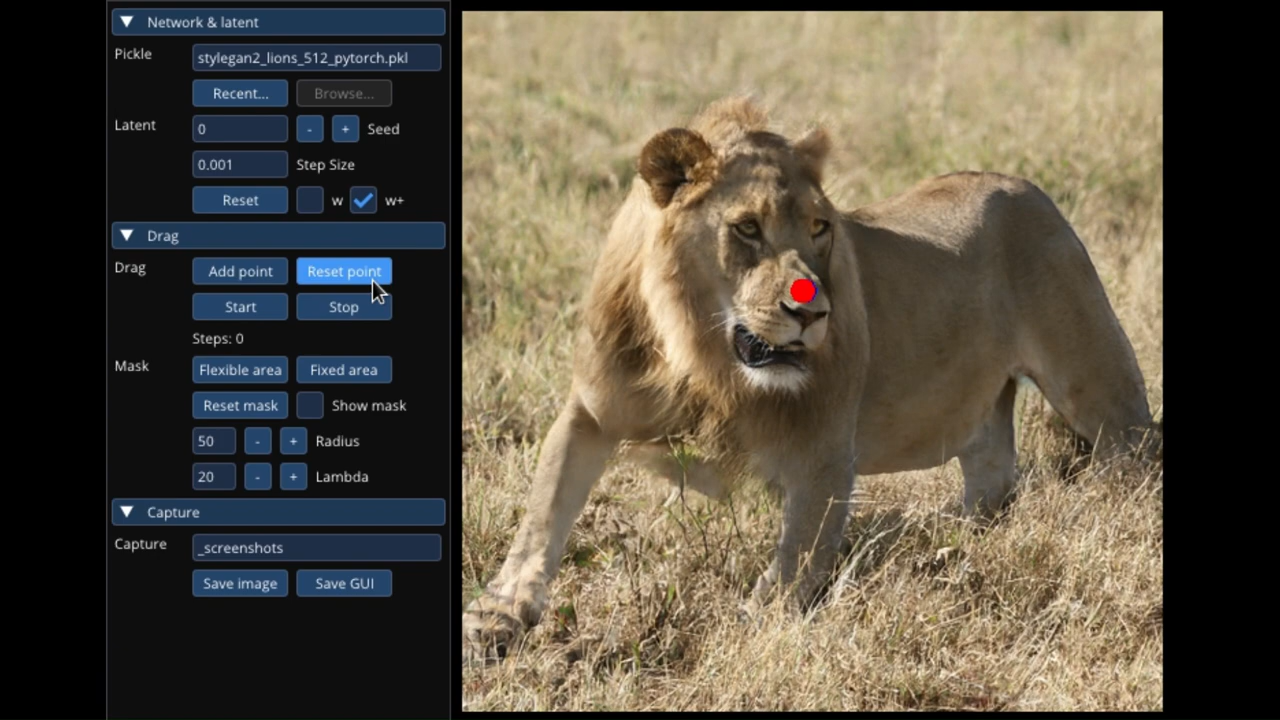 Network & latent
Pickle stylegan2_lions_512_pytorch.pkl
Recent... Browse...
Latent 0 - + Seed
0.001 Step Size
Reset w w+
Drag
Drag Add point Reset point
Start Stop
Steps: 0
Mask Flexible area Fixed area
Reset mask Show mask
50 - + Radius
20 - + Lambda
Capture
Capture _screenshots
Save image Save GUI